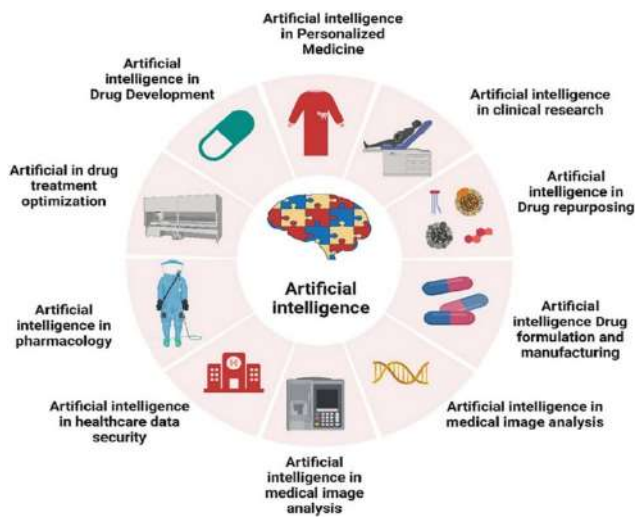 Artificial intelligence
in Personalized
Medicine
Artificial
intelligence in
Drug Development
Artificial intelligence
in clinical research
Artificial in drug
treatment
optimization
Artificial
intelligence in
Drug repurposing
Artificial
intelligence
Artificial
intelligence in
pharmacology
Artificial
intelligence Drug
formulation and
manufacturing
Artificial intelligence
in healthcare data
security
Artificial intelligence in
medical image analysis
Artificial
intelligence in
medical image
analysis
H